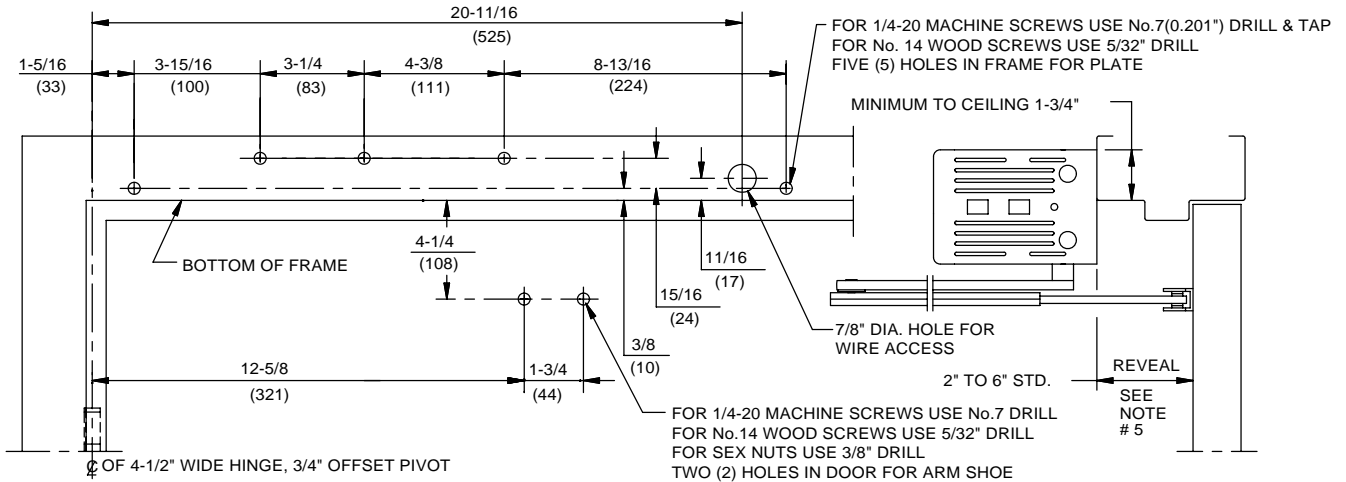 20-11/16
(525)
FOR 1/4-20 MACHINE SCREWS USE No.7(0.201") DRILL & TAP
FOR No. 14 WOOD SCREWS USE 5/32" DRILL
FIVE (5) HOLES IN FRAME FOR PLATE
1-5/16
(33)
3-15/16
(100)
3-1/4
(83)
4-3/8
(111)
8-13/16
(224)
MINIMUM TO CEILING 1-3/4"
BOTTOM OF FRAME
4-1/4
(108)
11/16
(17)
15/16
(24)
3/8
(10)
7/8" DIA. HOLE FOR
WIRE ACCESS
12-5/8
(321)
1-3/4
(44)
2" TO 6" STD.
REVEAL
SEE
NOTE
# 5
FOR 1/4-20 MACHINE SCREWS USE No.7 DRILL
FOR No.14 WOOD SCREWS USE 5/32" DRILL
FOR SEX NUTS USE 3/8" DRILL
TWO (2) HOLES IN DOOR FOR ARM SHOE
℄ OF 4-1/2" WIDE HINGE, 3/4" OFFSET PIVOT